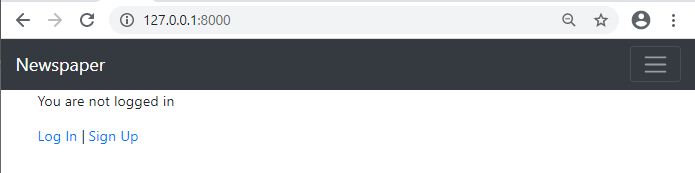 127.0.0.1:8000
Newspaper
You are not logged in
Log In | Sign Up